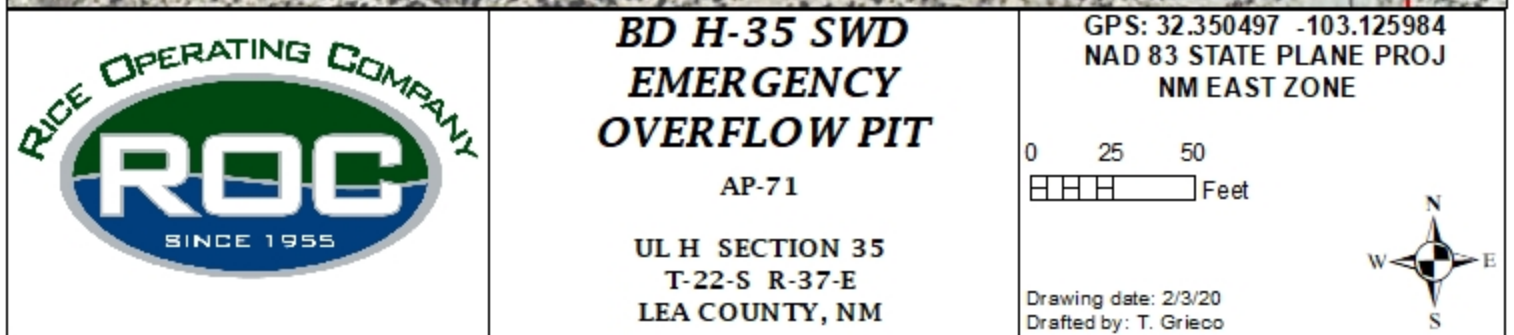 RICE OPERATING COMPANY
ROC
SINCE 1955
BD H-35 SWD
EMERGENCY
OVERFLOW PIT
AP-71
UL H SECTION 35
T-22-S R-37-E
LEA COUNTY, NM
GPS: 32.350497 -103.125984
NAD 83 STATE PLANE PROJ
NM EAST ZONE
0 25 50
Feet
N
W E
S
Drawing date: 2/3/20
Drafted by: T. Grieco